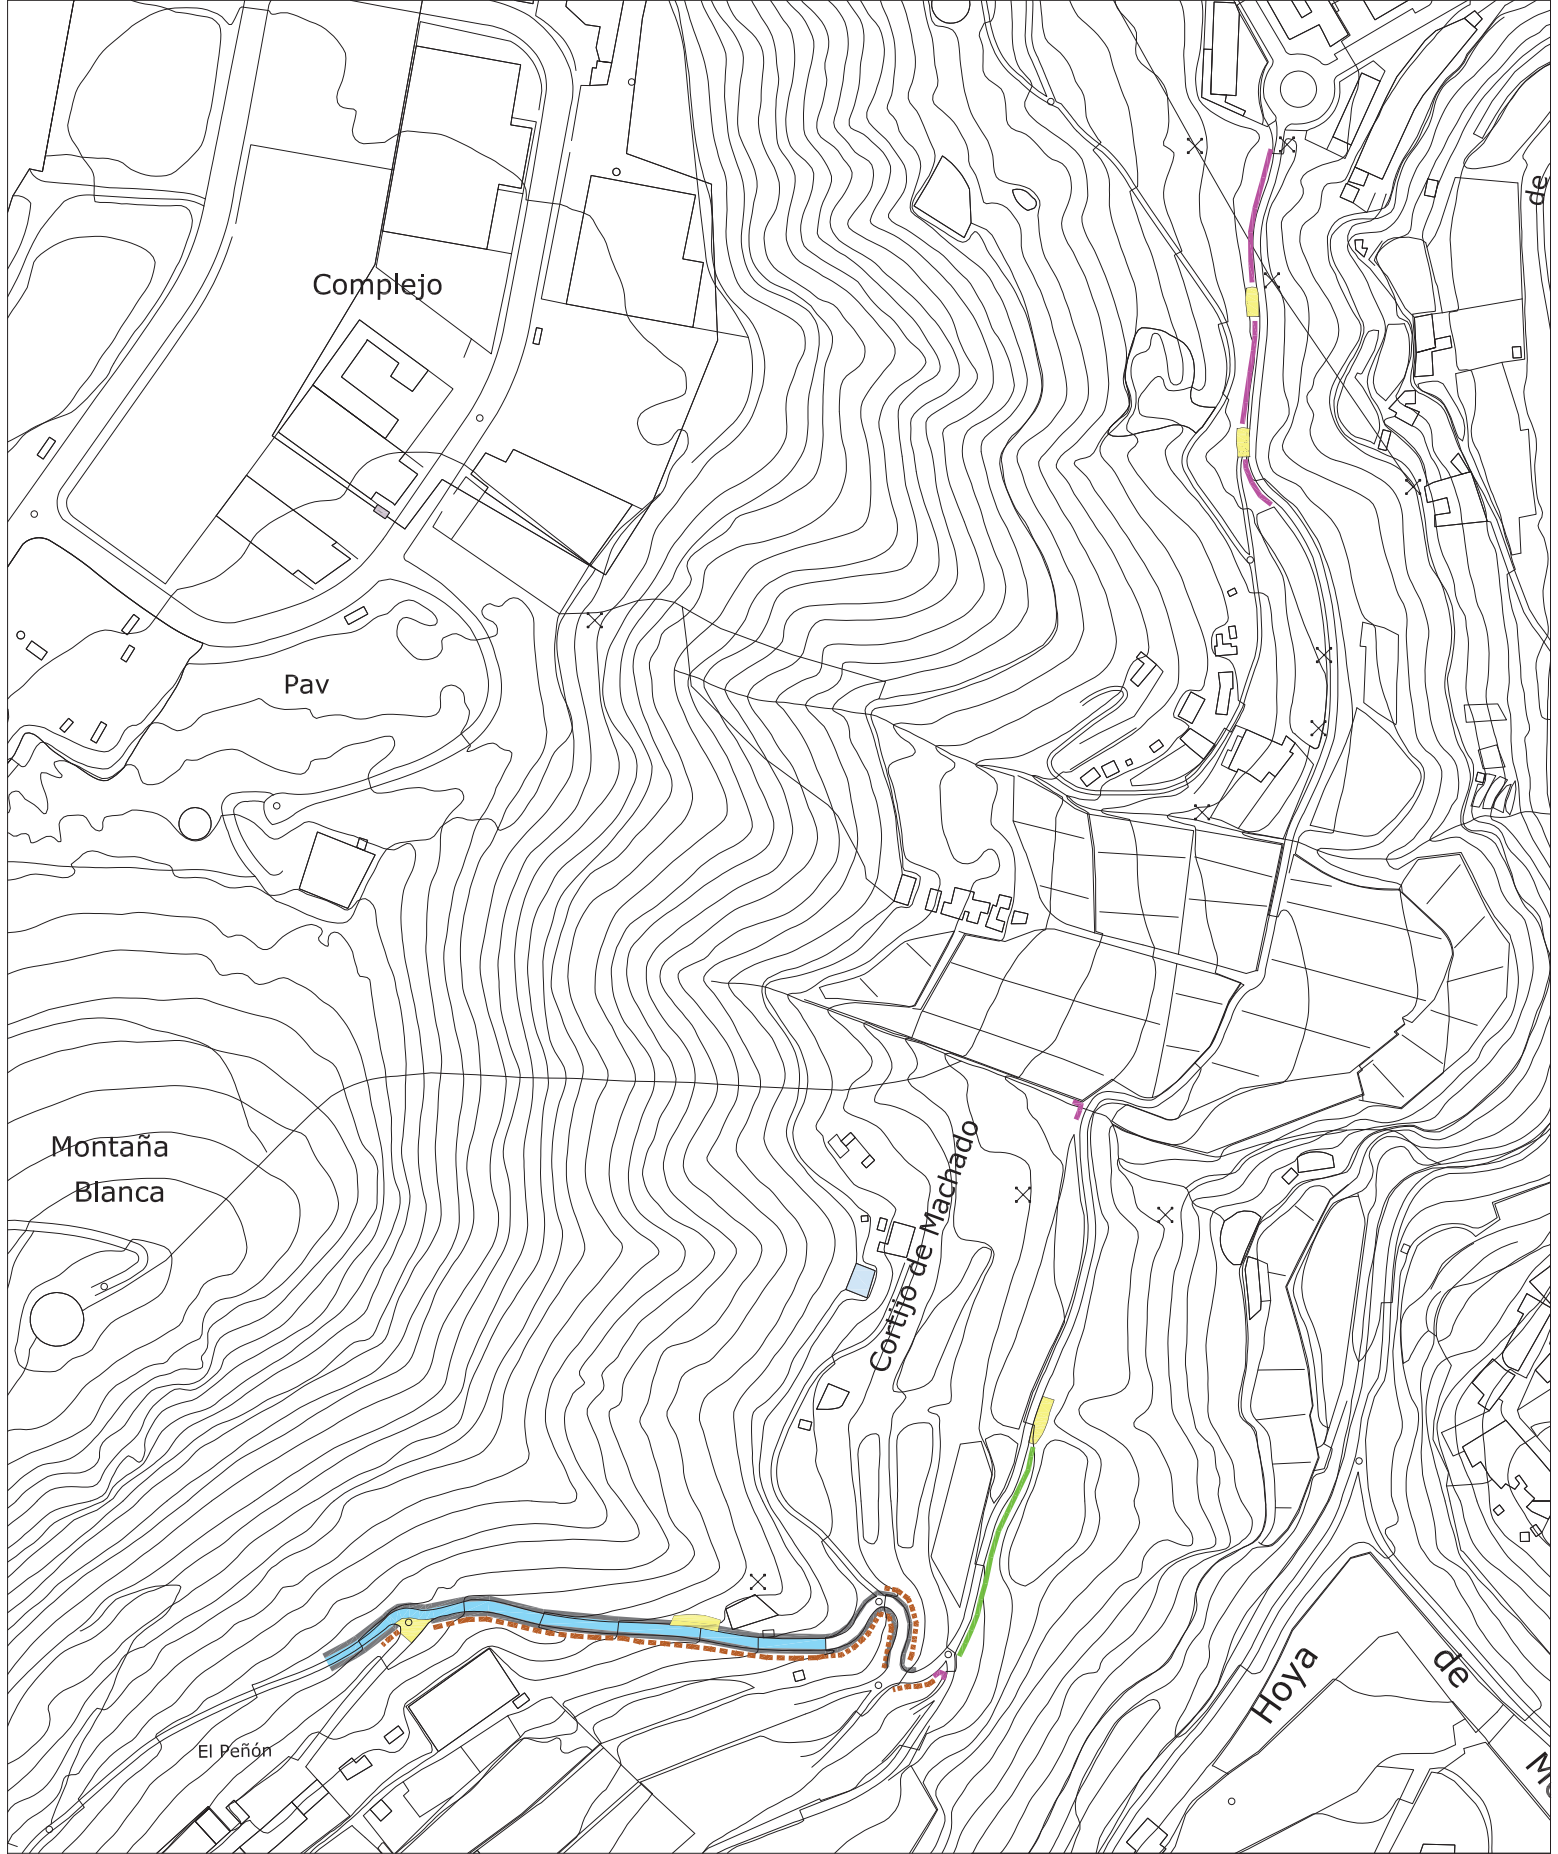 de
Complejo
Pav
Montaña
Blanca
Cortijo de Machado
Hoya
de
El Peñón